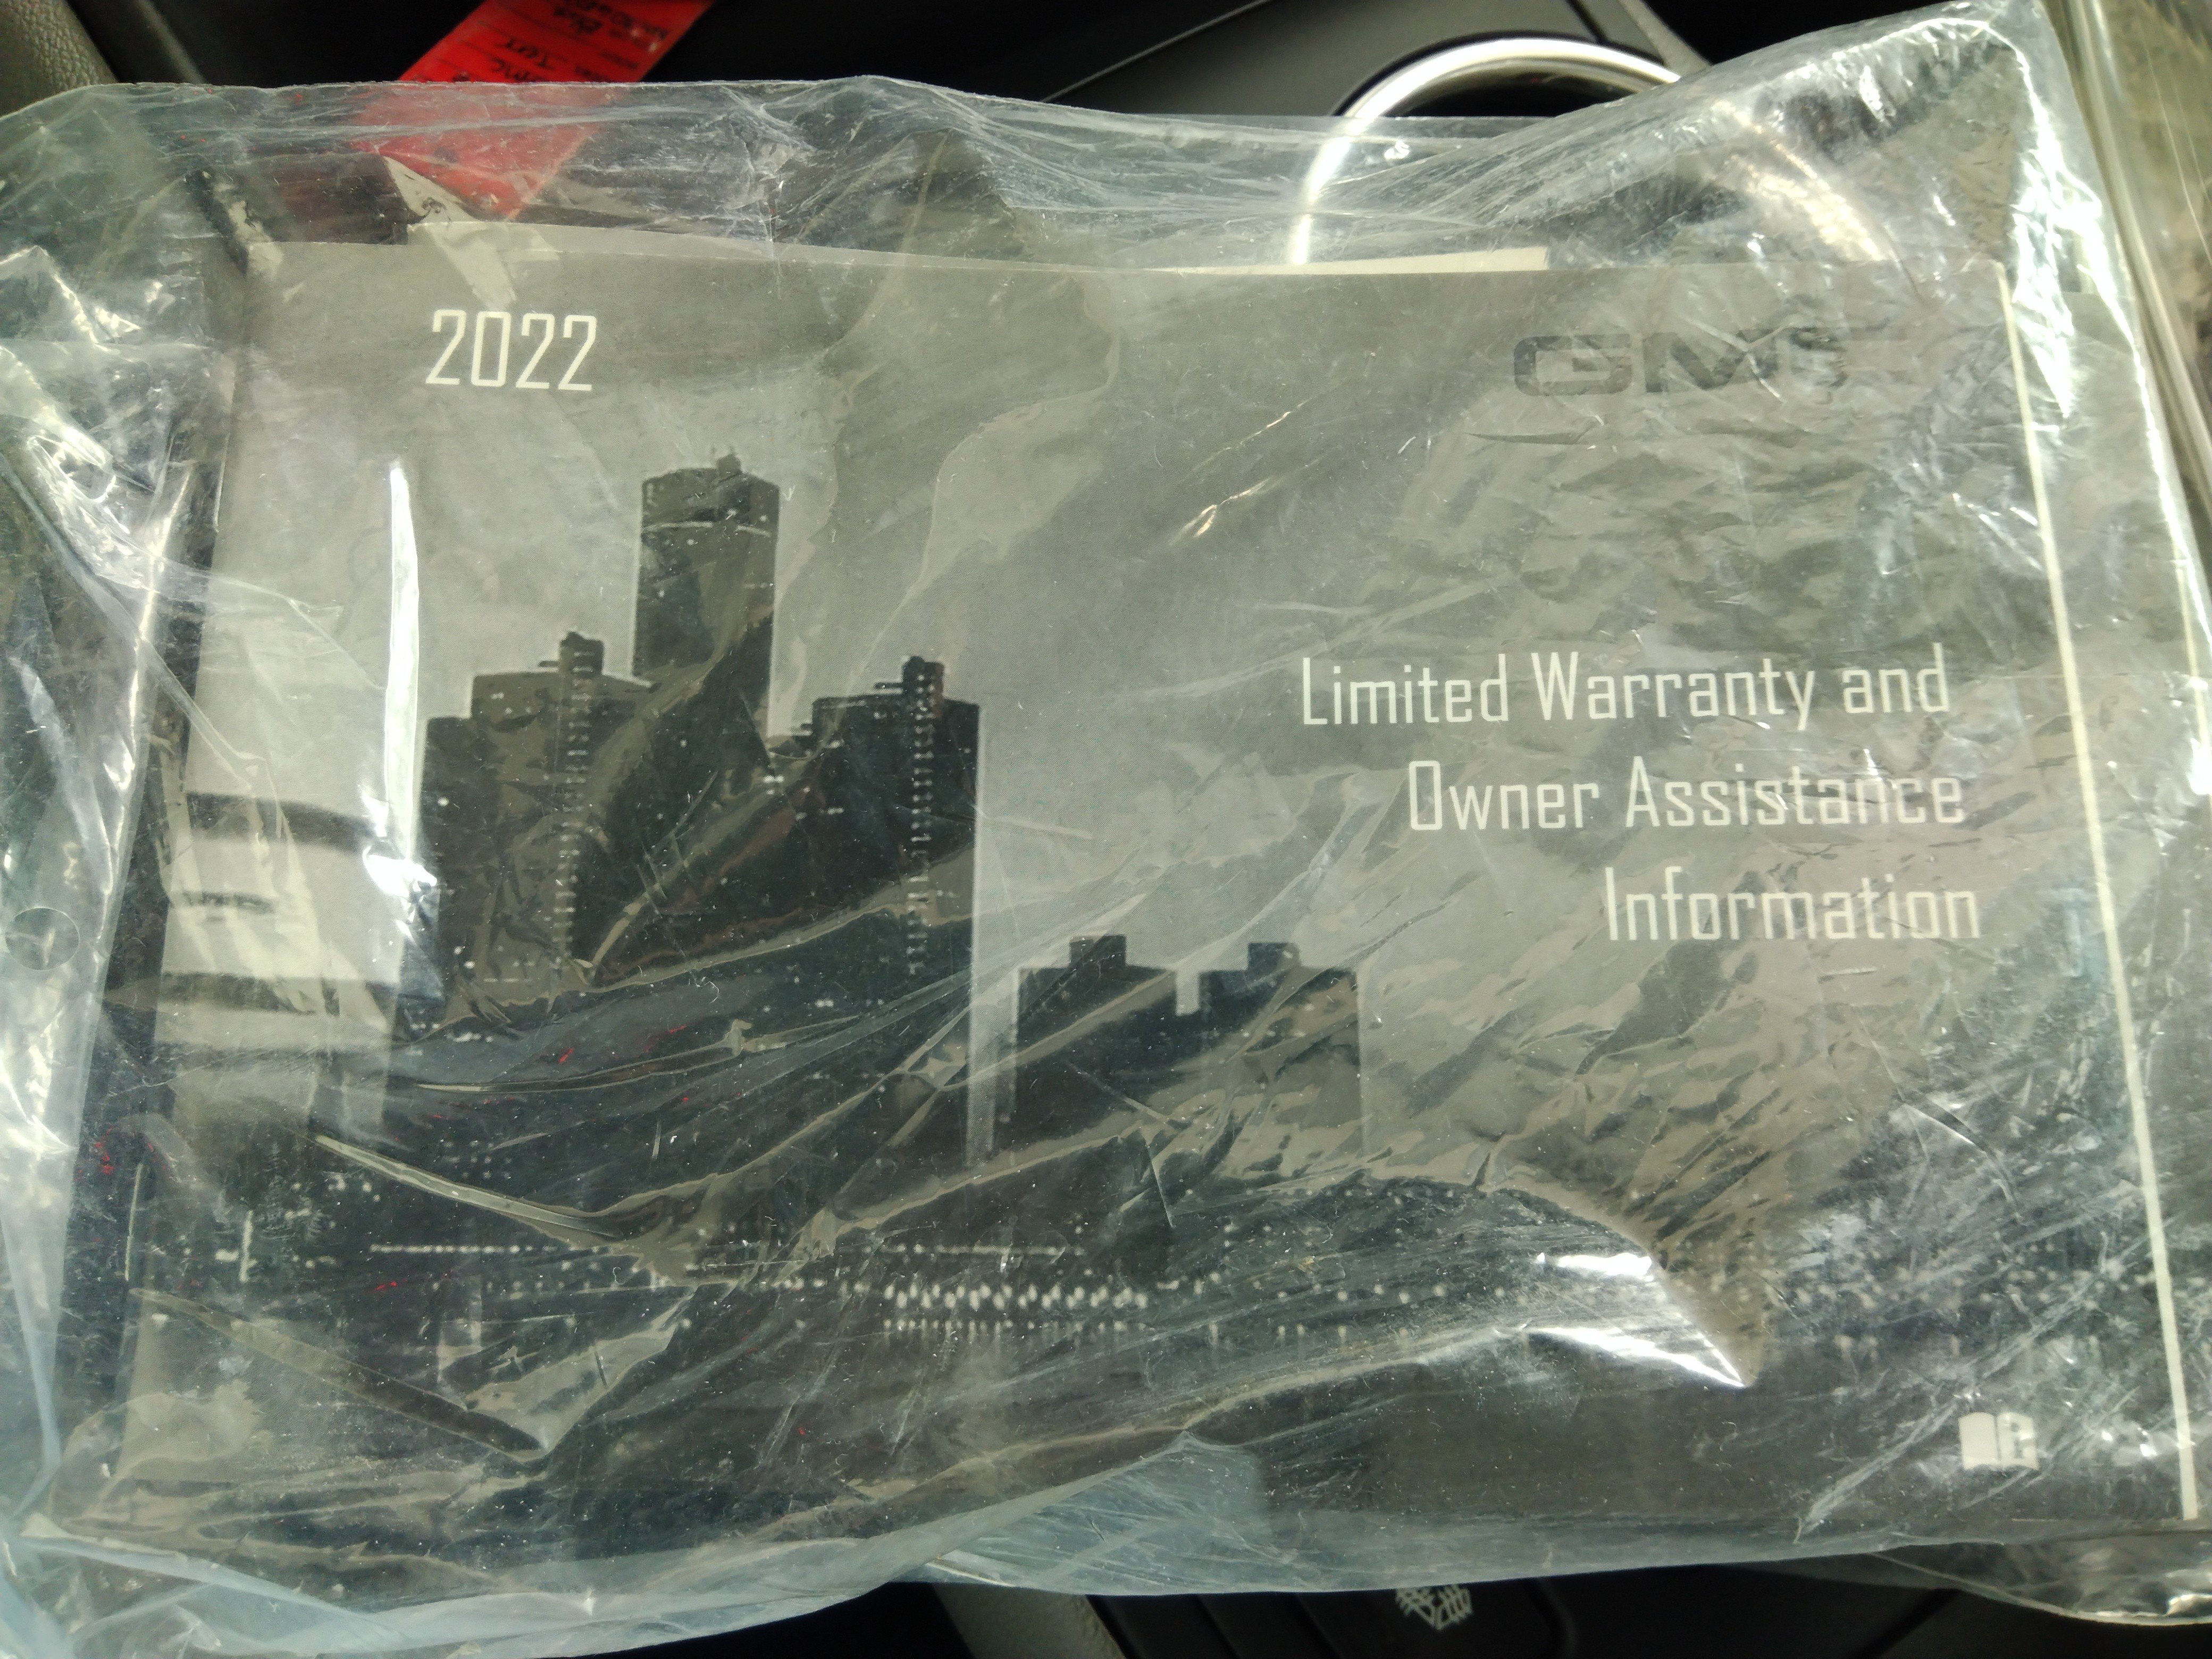 2022
GMC
Limited Warranty and
Owner Assistance
Information